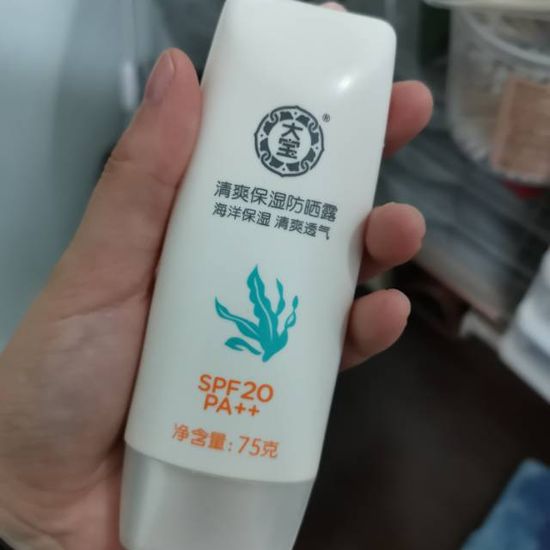 大宝
®
清爽保湿防晒露
海洋保湿 清爽透气
SPF20
PA++
净含量:75克